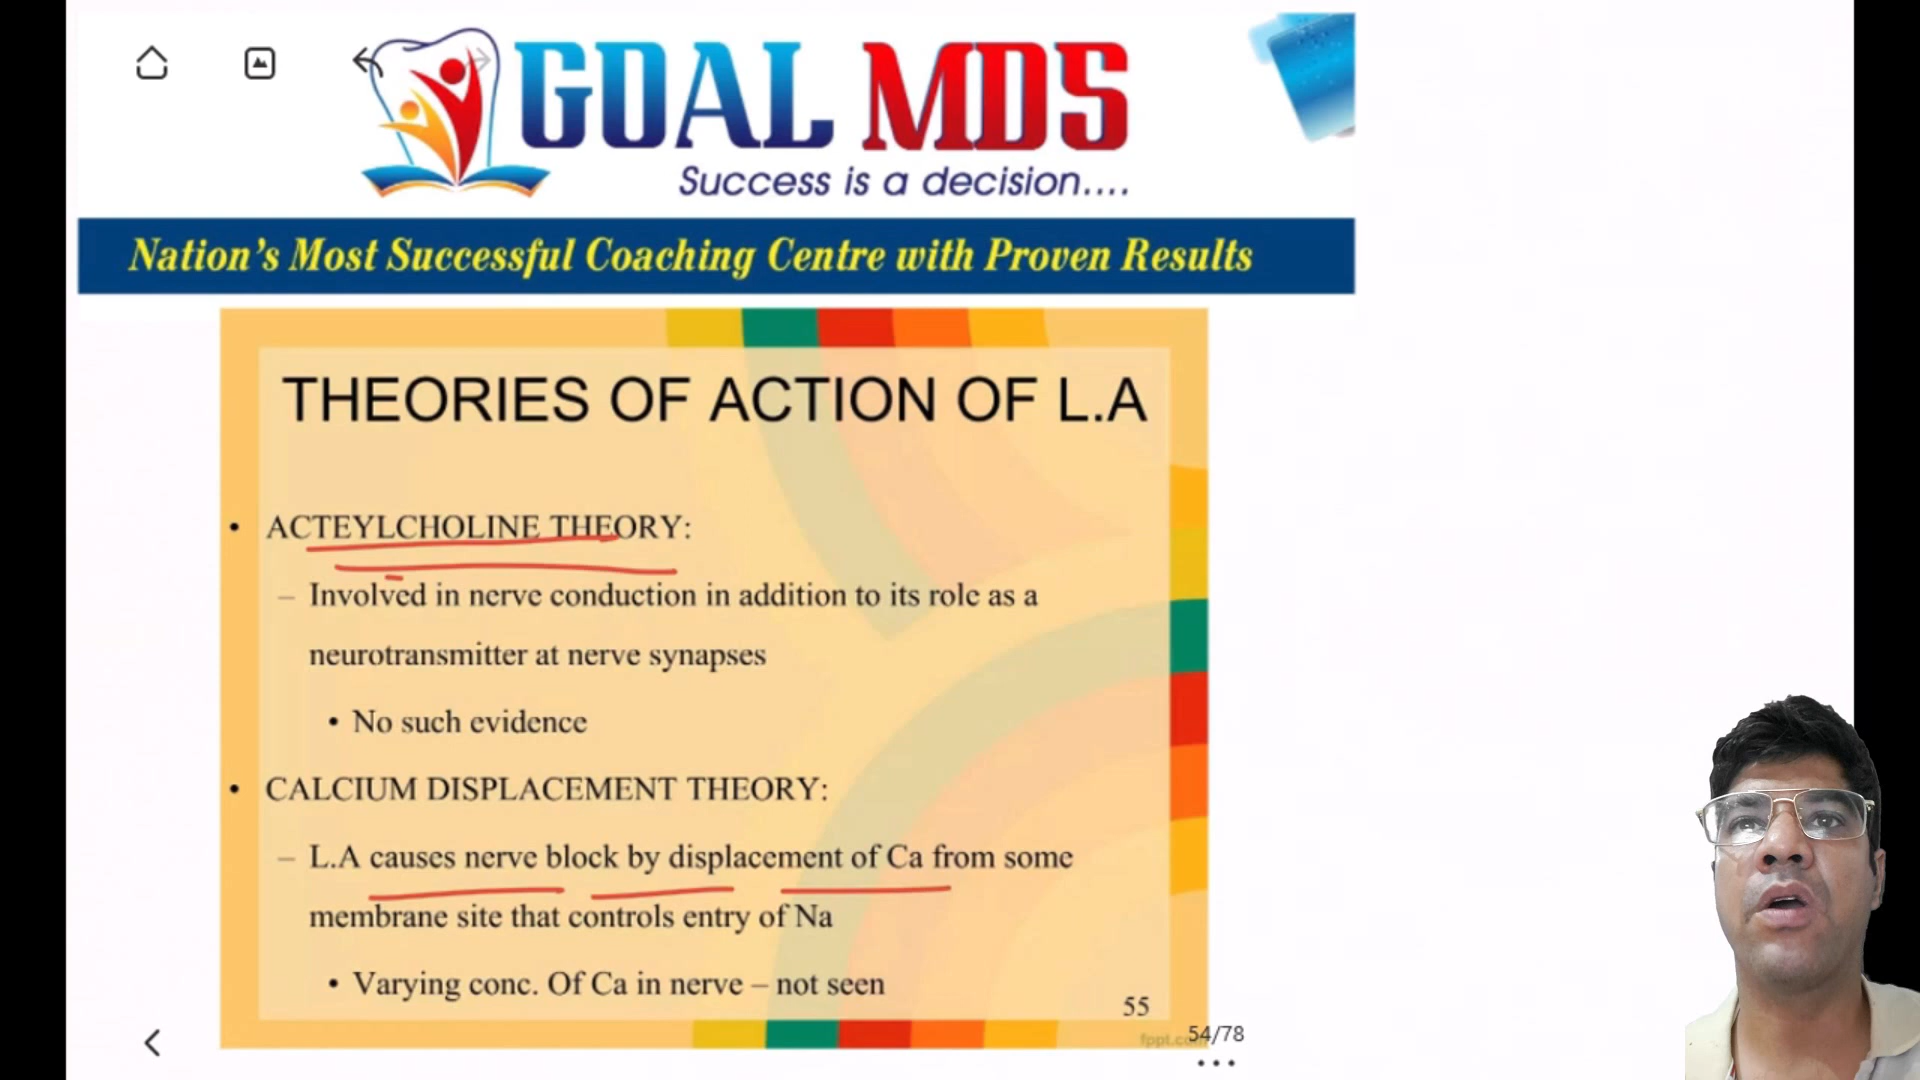 GOAL MDS
Success is a decision....
Nation's Most Successful Coaching Centre with Proven Results
THEORIES OF ACTION OF L.A
• ACTEYLCHOLINE THEORY:
– Involved in nerve conduction in addition to its role as a
neurotransmitter at nerve synapses
• No such evidence
• CALCIUM DISPLACEMENT THEORY:
– L.A causes nerve block by displacement of Ca from some
membrane site that controls entry of Na
• Varying conc. Of Ca in nerve – not seen
55
54/78